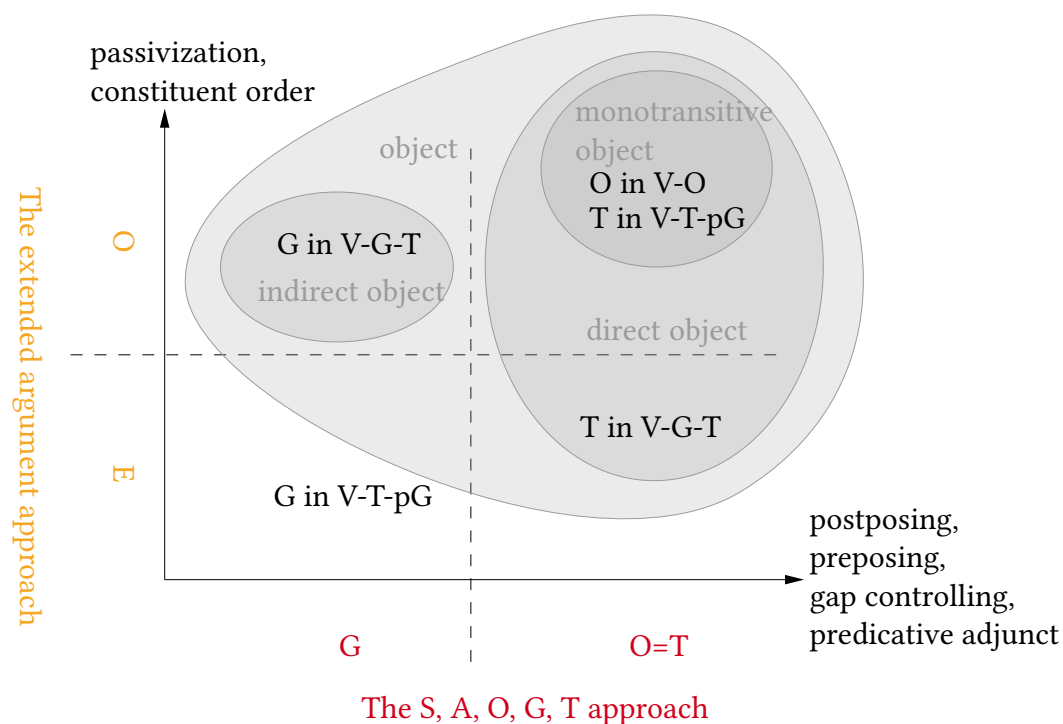 passivization,
constituent order
object
monotransitive
object
O in V-O
T in V-T-pG
G in V-G-T
indirect object
direct object
T in V-G-T
G in V-T-pG
The extended argument approach
O
E
postposing,
preposing,
gap controlling,
predicative adjunct
G
O=T
The S, A, O, G, T approach